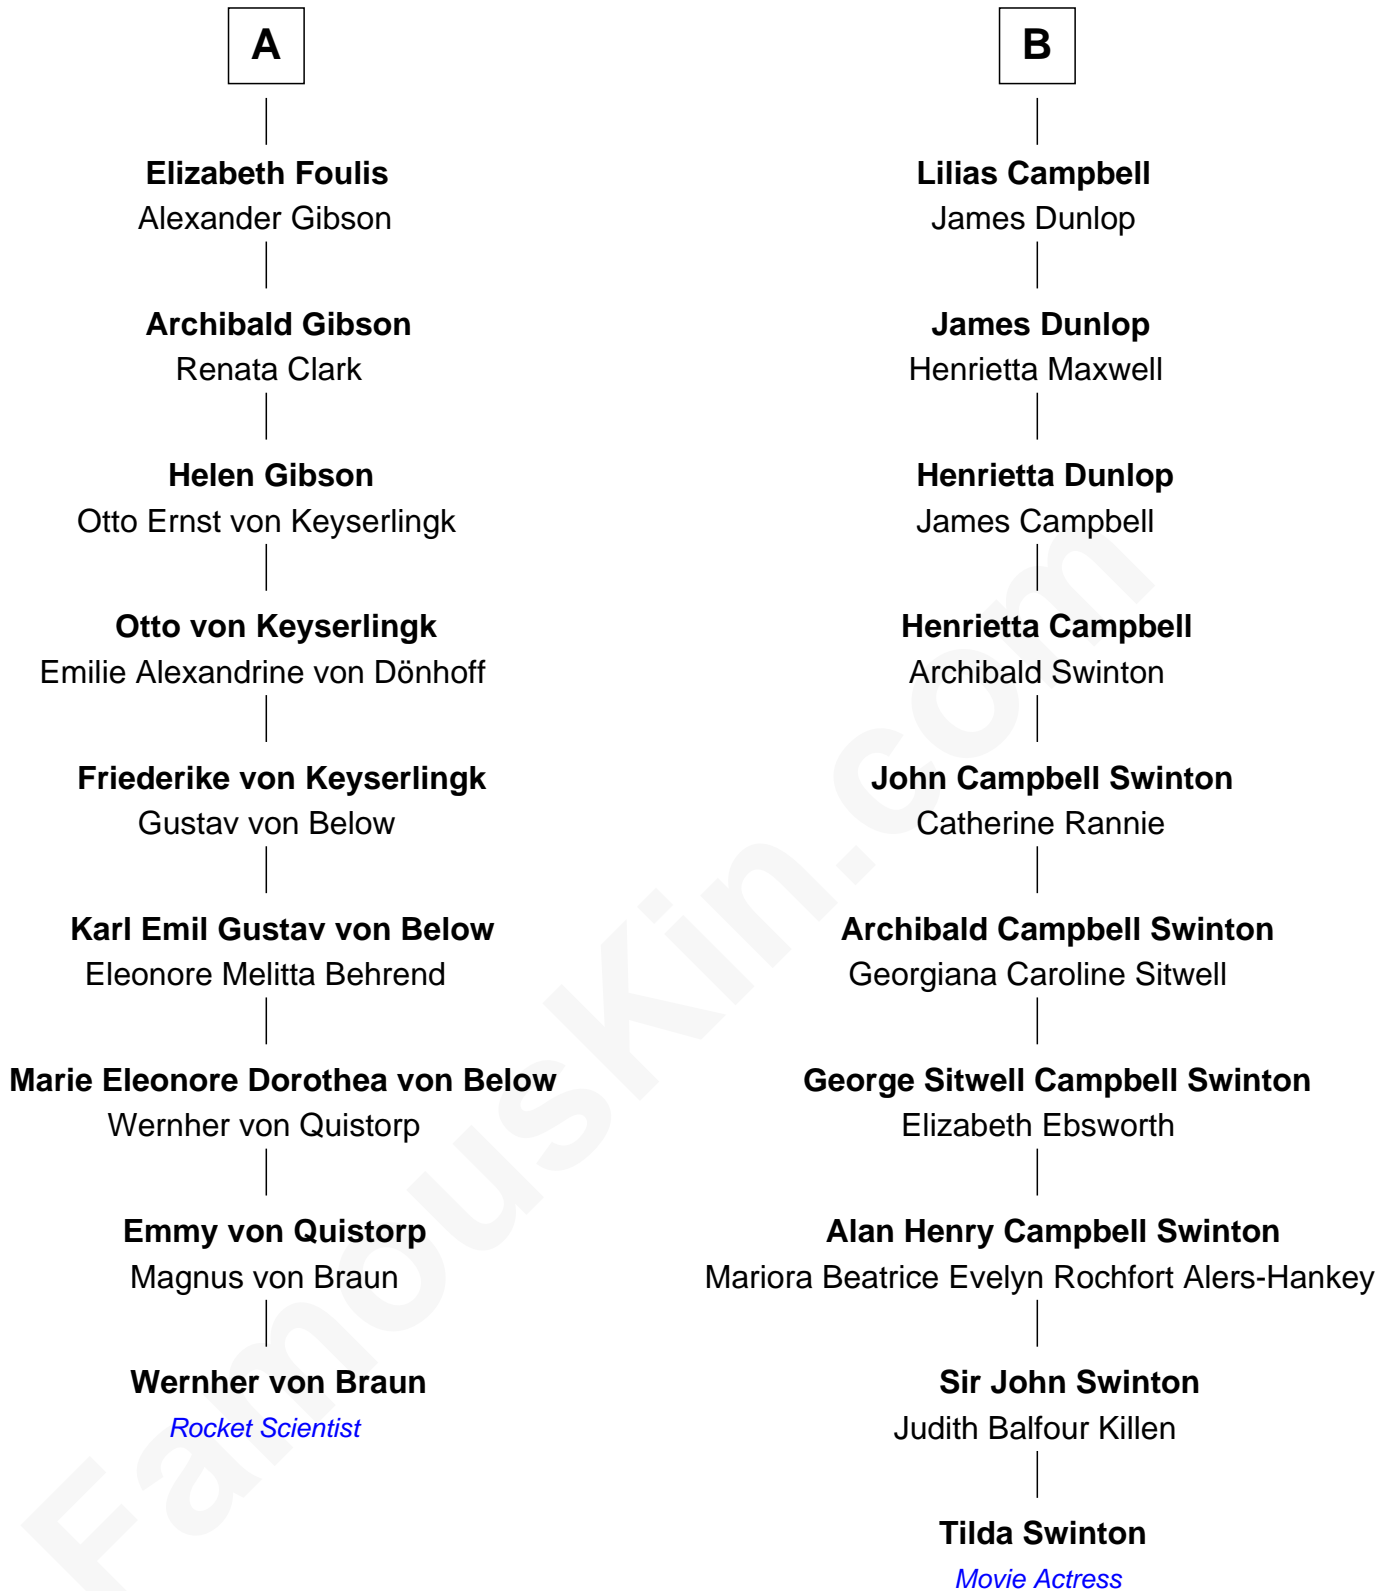 A
Elizabeth Foulis
Alexander Gibson
Archibald Gibson
Renata Clark
Helen Gibson
Otto Ernst von Keyserlingk
Otto von Keyserlingk
Emilie Alexandrine von Dönhoff
Friederike von Keyserlingk
Gustav von Below
Karl Emil Gustav von Below
Eleonore Melitta Behrend
Marie Eleonore Dorothea von Below
Wernher von Quistorp
Emmy von Quistorp
Magnus von Braun
Wernher von Braun
Rocket Scientist
B
Lilias Campbell
James Dunlop
James Dunlop
Henrietta Maxwell
Henrietta Dunlop
James Campbell
Henrietta Campbell
Archibald Swinton
John Campbell Swinton
Catherine Rannie
Archibald Campbell Swinton
Georgiana Caroline Sitwell
George Sitwell Campbell Swinton
Elizabeth Ebsworth
Alan Henry Campbell Swinton
Mariora Beatrice Evelyn Rochfort Alers-Hankey
Sir John Swinton
Judith Balfour Killen
Tilda Swinton
Movie Actress
FamousKin.com